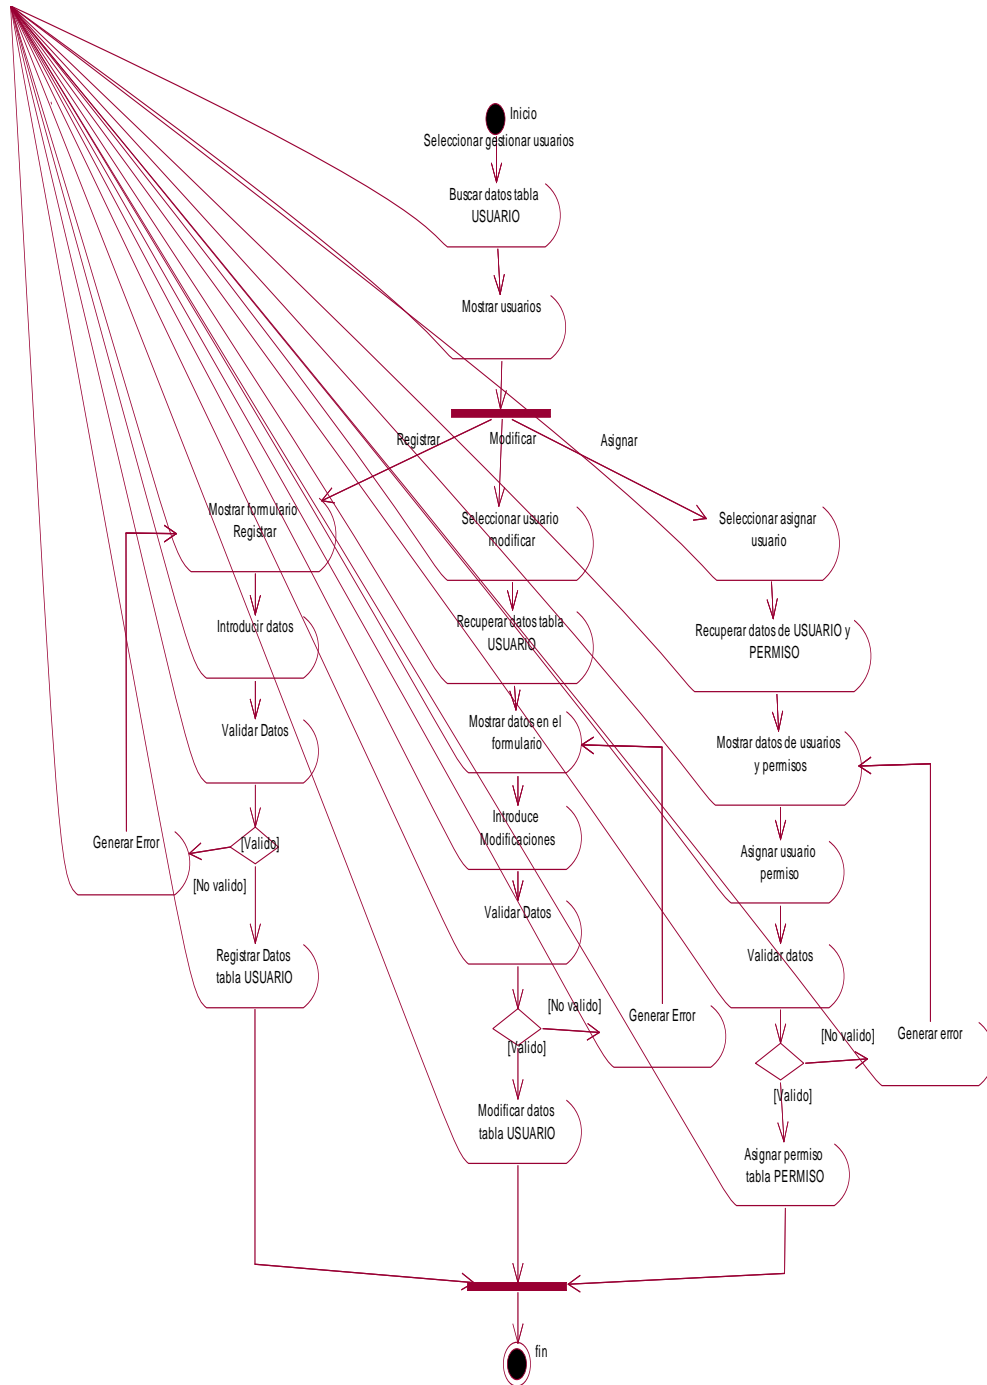 Inicio
Seleccionar gestionar usuarios
Buscar datos tabla
USUARIO
Mostrar usuarios
Registrar
Modificar
Asignar
Mostrar formulario
Registrar
Seleccionar usuario
modificar
Seleccionar asignar
usuario
Introducir datos
Recuperar datos tabla
USUARIO
Recuperar datos de USUARIO y
PERMISO
Validar Datos
Mostrar datos en el
formulario
Mostrar datos de usuarios
y permisos
Generar Error
[Valido]
[No valido]
Introduce
Modificaciones
Asignar usuario
permiso
Validar Datos
Registrar Datos
tabla USUARIO
Validar datos
[No valido]
Generar Error
[Valido]
[No valido]
Generar error
[Valido]
Modificar datos
tabla USUARIO
Asignar permiso
tabla PERMISO
fin